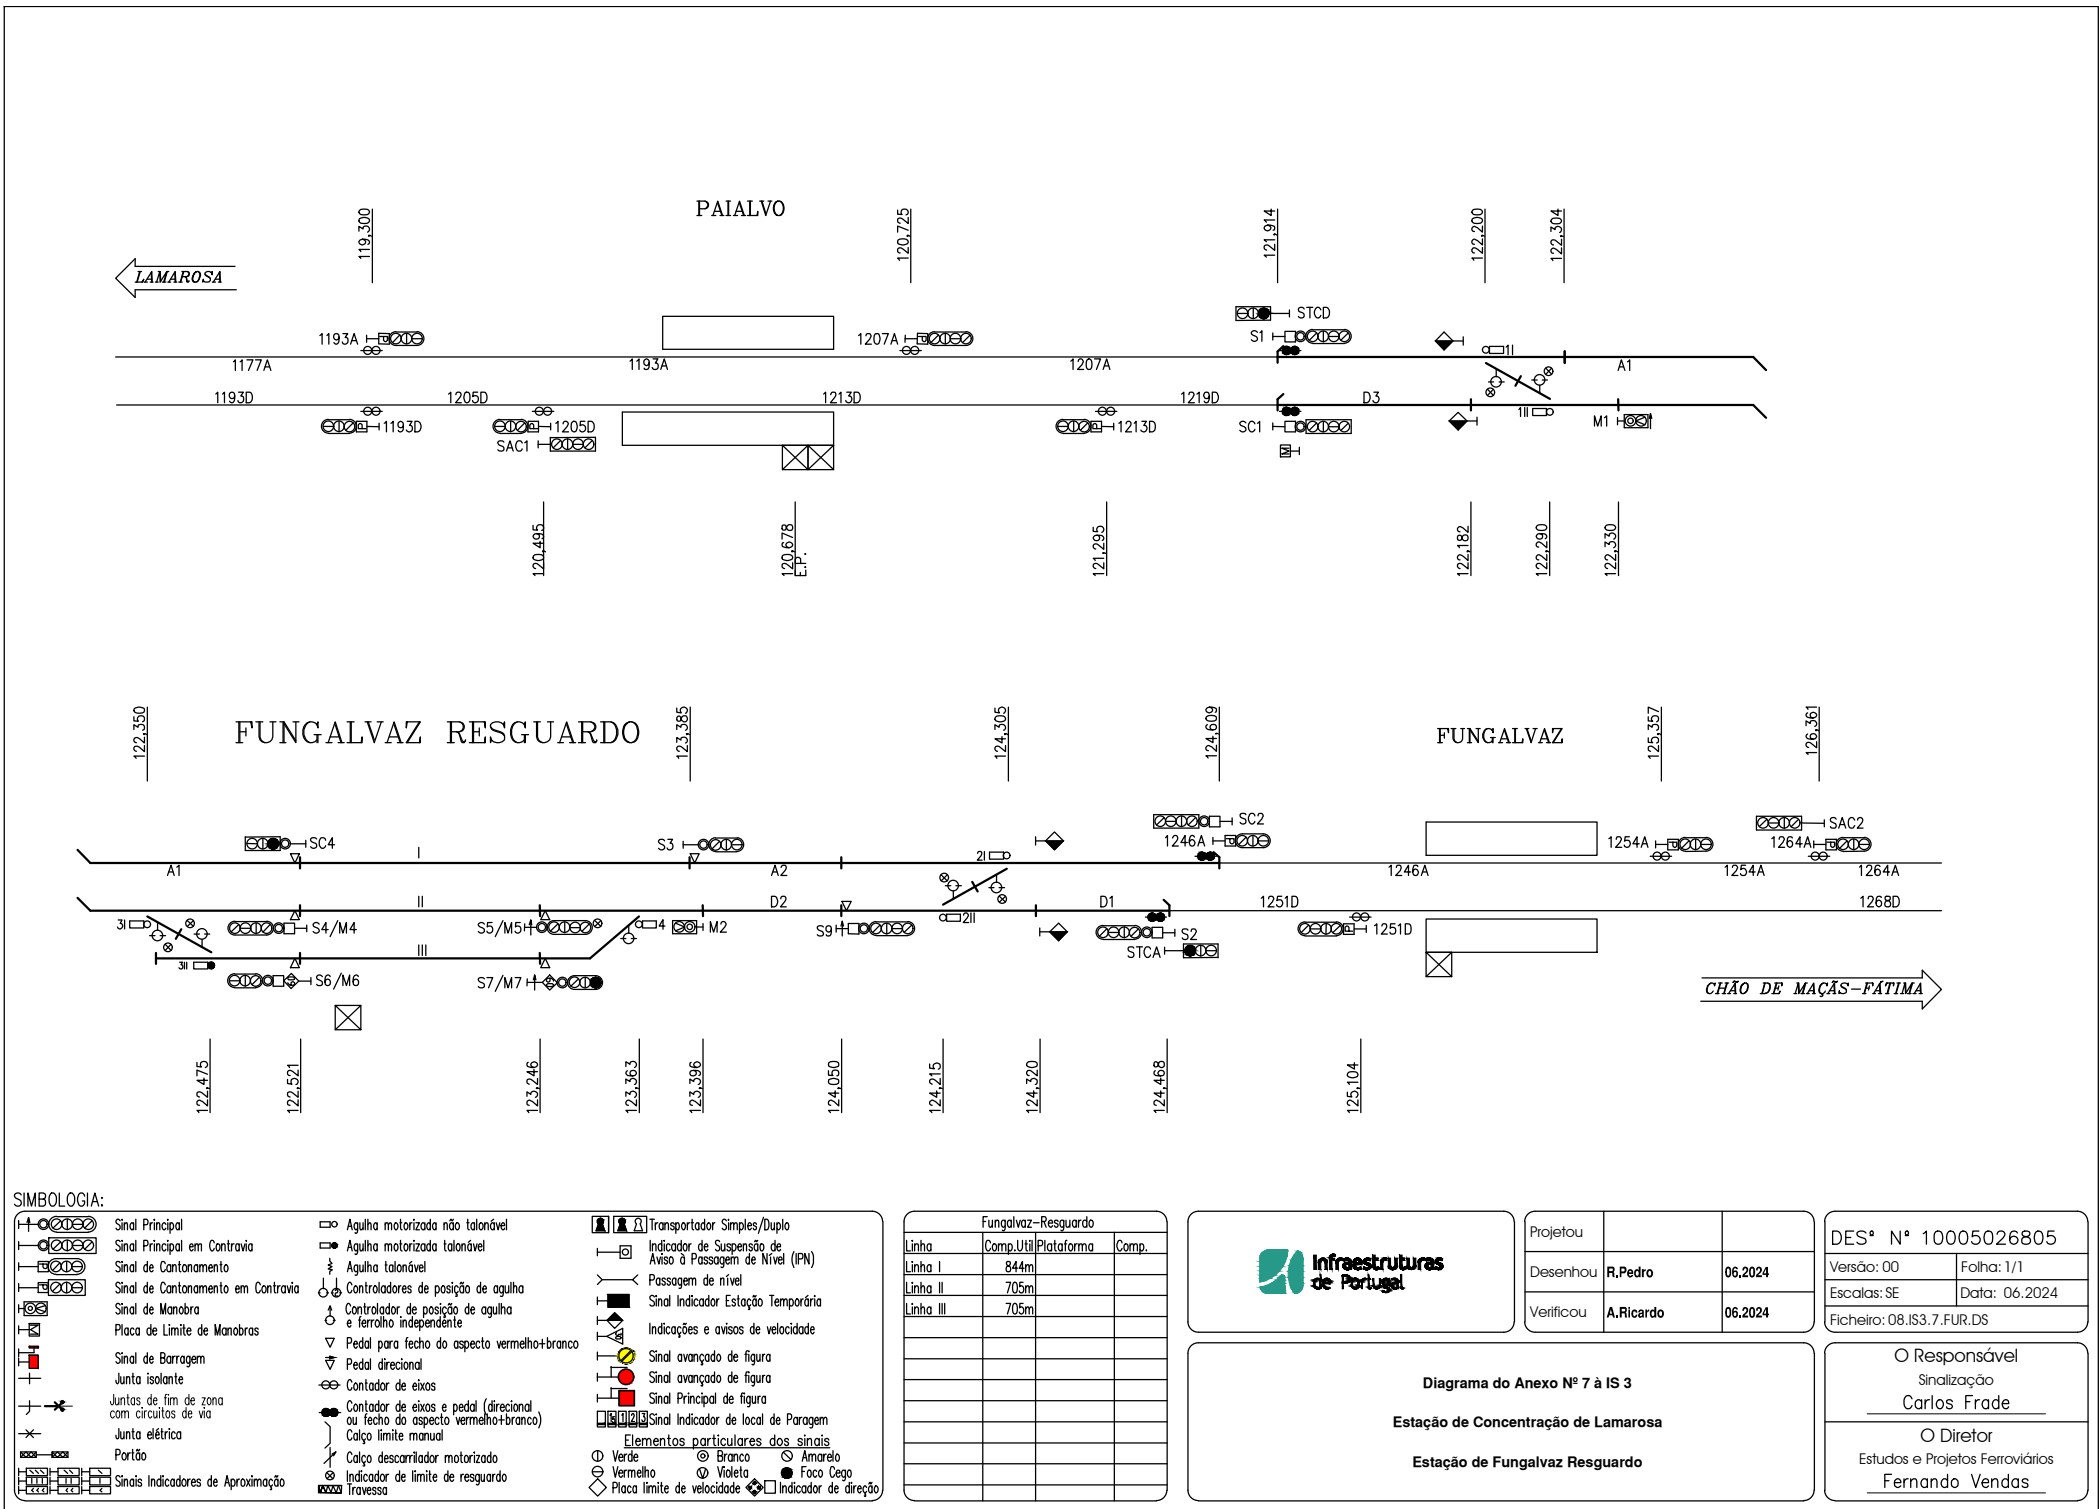 PAIALVO
119,300
120,725
121,914
122,200
122,304
LAMAROSA
STCD
1193A
1207A
S1
1I
1177A
1193A
1207A
A1
1193D
1205D
1213D
1219D
D3
1II
M1
1193D
1205D
1213D
SC1
SAC1
M
120,495
120,678
E.P.
121,295
122,182
122,290
122,330
122,350
FUNGALVAZ RESGUARDO
123,385
124,305
124,609
FUNGALVAZ
125,357
126,361
SC4
I
S3
2I
1246A
SC2
1254A
1264A
SAC2
A1
A2
1246A
1254A
1264A
II
D2
D1
1251D
1268D
3I
S4/M4
S5/M5
4
M2
S9
2II
S2
1251D
STCA
3II
III
S6/M6
S7/M7
CHÃO DE MAÇÃS-FÁTIMA
122,475
122,521
123,246
123,363
123,396
124,050
124,215
124,320
124,468
125,104
SIMBOLOGIA:
Sinal Principal
Sinal Principal em Contravia
Sinal de Cantonamento
Sinal de Cantonamento em Contravia
Sinal de Manobra
Placa de Limite de Manobras
Sinal de Barragem
Junta isolante
Juntas de fim de zona
com circuitos de via
Junta elétrica
Portão
Sinais Indicadores de Aproximação
Agulha motorizada não talonável
Agulha motorizada talonável
Agulha talonável
Controladores de posição de agulha
Controlador de posição de agulha
e ferrolho independente
Pedal para fecho do aspecto vermelho+branco
Pedal direcional
Contador de eixos
Contador de eixos e pedal (direcional
ou fecho do aspecto vermelho+branco)
Calço limite manual
Calço descarrilador motorizado
Indicador de limite de resguardo
Travessa
Transportador Simples/Duplo
Indicador de Suspensão de
Aviso à Passagem de Nível (IPN)
Passagem de nível
Sinal Indicador Estação Temporária
Indicações e avisos de velocidade
Sinal avançado de figura
Sinal avançado de figura
Sinal Principal de figura
Sinal Indicador de local de Paragem
Elementos particulares dos sinais
Verde Branco Amarelo
Vermelho Violeta Foco Cego
Placa limite de velocidade Indicador de direção
Fungalvaz-Resguardo
Linha Comp.Util Plataforma Comp.
Linha I 844m
Linha II 705m
Linha III 705m
Infraestruturas
de Portugal
Projetou
Desenhou R.Pedro 06.2024
Verificou A.Ricardo 06.2024
DESº Nº 10005026805
Versão: 00 Folha: 1/1
Escalas: SE Data: 06.2024
Ficheiro: 08.IS3.7.FUR.DS
Diagrama do Anexo Nº 7 à IS 3
Estação de Concentração de Lamarosa
Estação de Fungalvaz Resguardo
O Responsável
Sinalização
Carlos Frade
O Diretor
Estudos e Projetos Ferroviários
Fernando Vendas